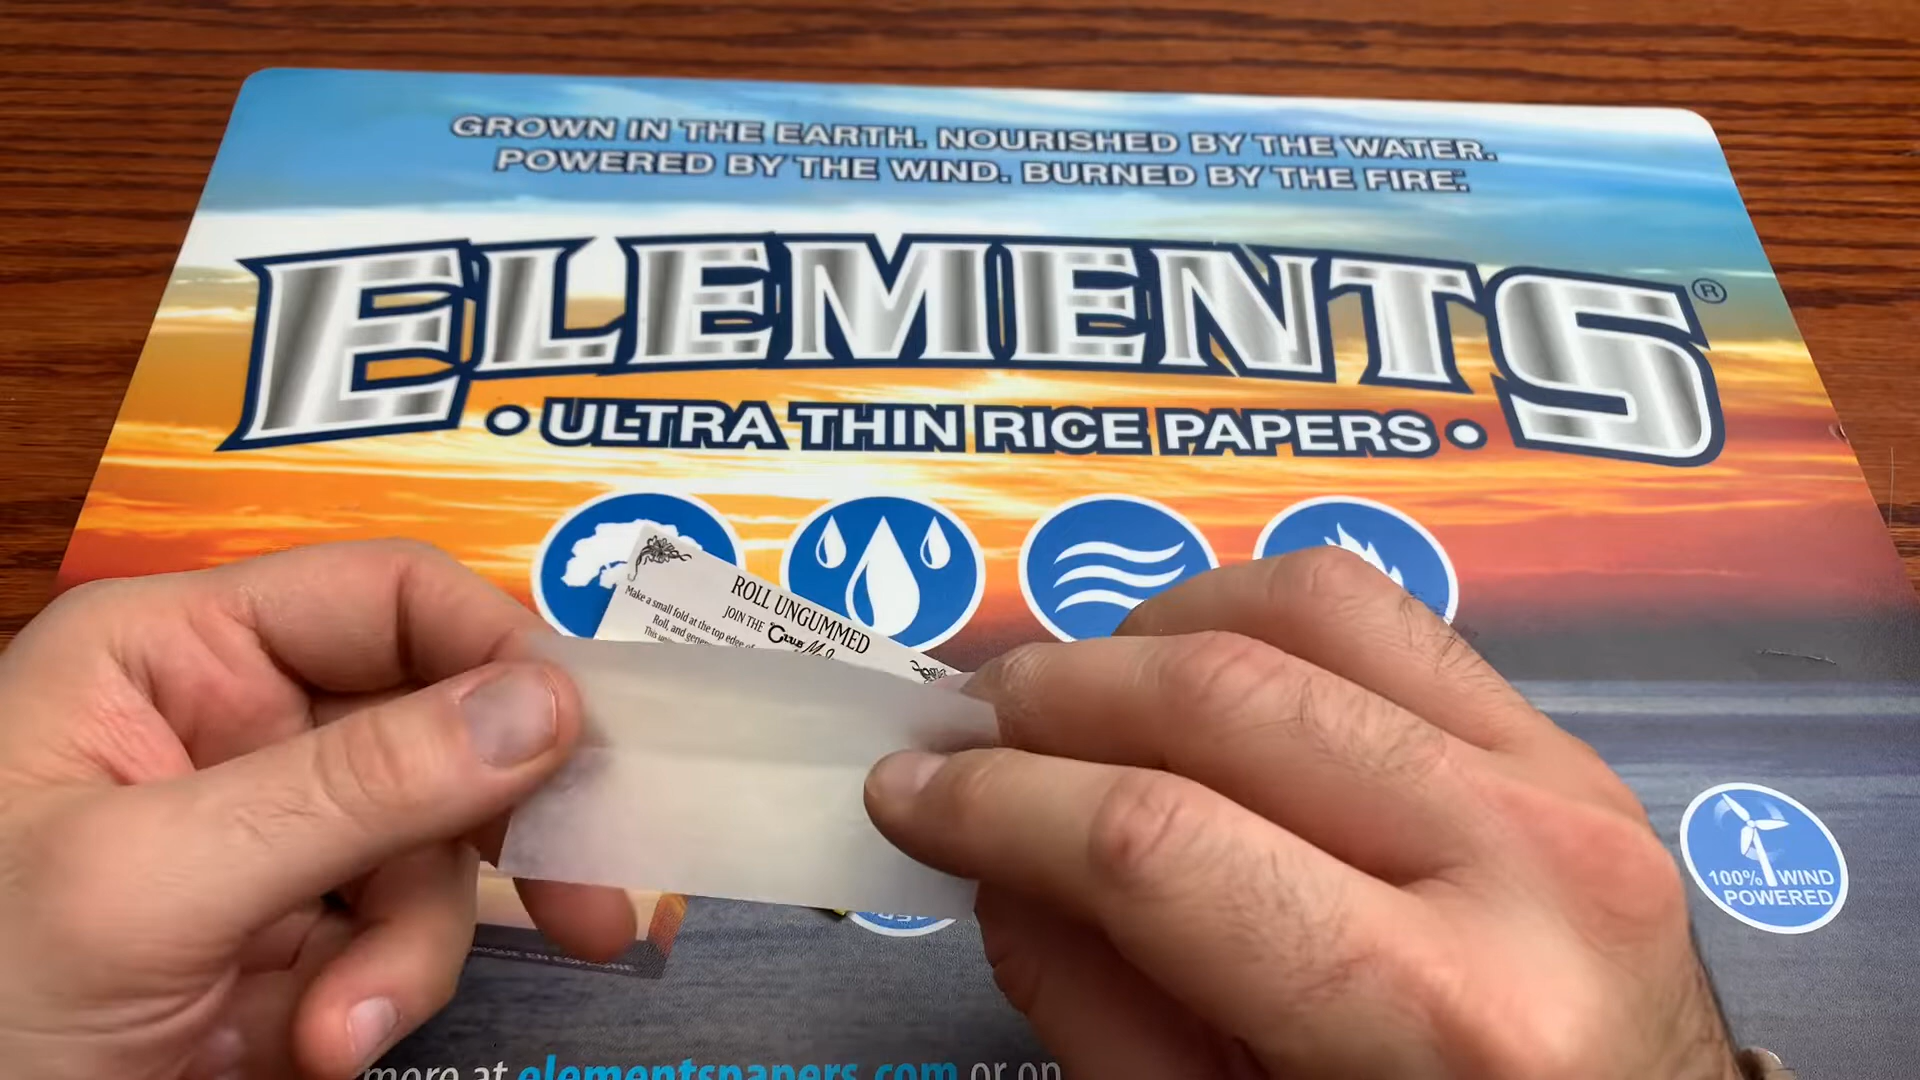 GROWN IN THE EARTH. NOURISHED BY THE WATER.
POWERED BY THE WIND. BURNED BY THE FIRE.
ELEMENTS®
• ULTRA THIN RICE PAPERS •
ROLL UNGUMMED
JOIN THE "CLUB
Make a small fold at the top edge of
Roll, and
This
100% WIND
POWERED
more at elementspapers.com or on